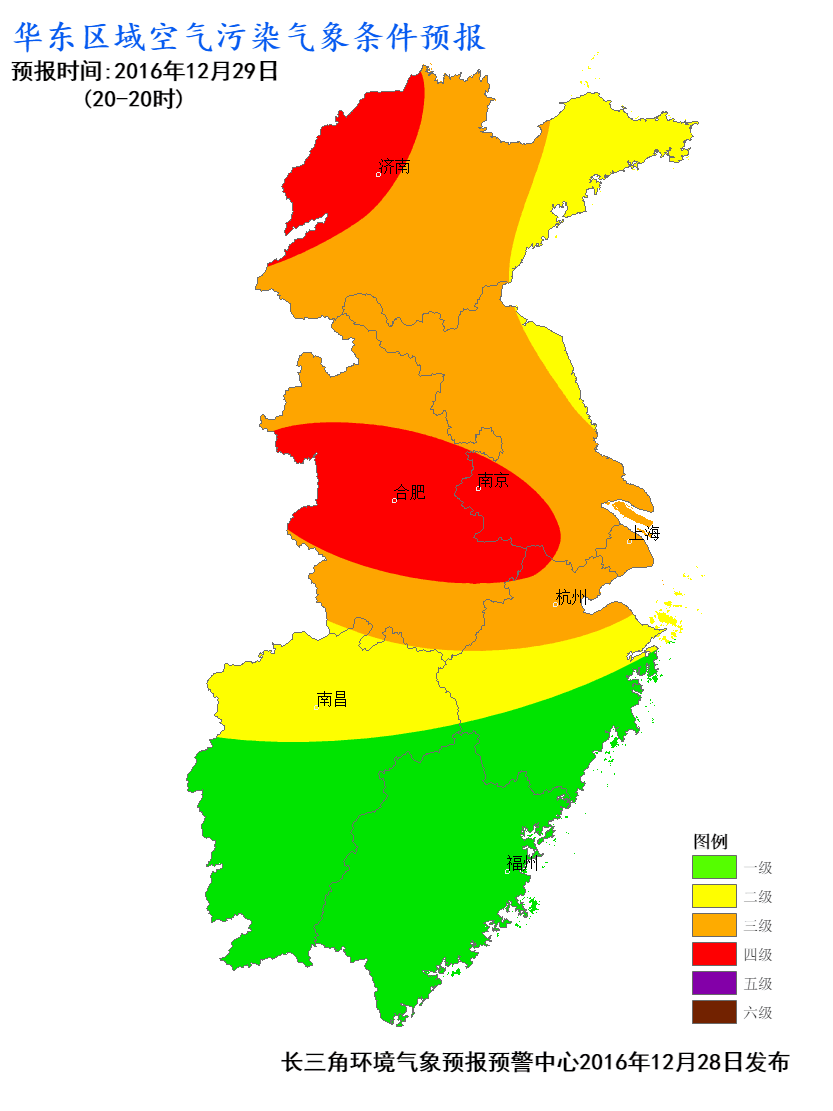 华东区域空气污染气象条件预报
预报时间:2016年12月29日
(20-20时)
济南
合肥
南京
上海
杭州
南昌
福州
图例
一级
二级
三级
四级
五级
六级
长三角环境气象预报预警中心2016年12月28日发布